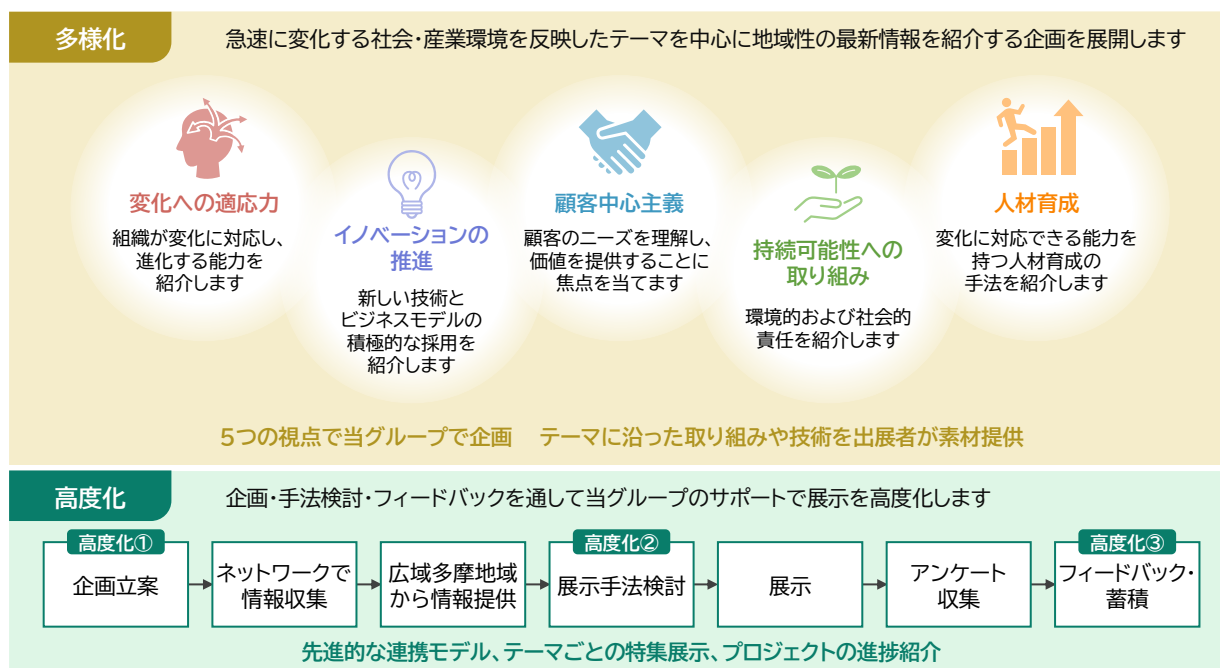 多様化
急速に変化する社会・産業環境を反映したテーマを中心に地域性の最新情報を紹介する企画を展開します
変化への適応力
組織が変化に対応し、
進化する能力を
紹介します
イノベーションの
推進
新しい技術と
ビジネスモデルの
積極的な採用を
紹介します
顧客中心主義
顧客のニーズを理解し、
価値を提供することに
焦点を当てます
持続可能性への
取り組み
環境的および社会的
責任を紹介します
人材育成
変化に対応できる能力を
持つ人材育成の
手法を紹介します
5つの視点で当グループで企画　テーマに沿った取り組みや技術を出展者が素材提供
高度化
企画・手法検討・フィードバックを通して当グループのサポートで展示を高度化します
高度化①
企画立案
ネットワークで
情報収集
広域多摩地域
から情報提供
高度化②
展示手法検討
展示
アンケート
収集
高度化③
フィードバック・
蓄積
先進的な連携モデル、テーマごとの特集展示、プロジェクトの進捗紹介